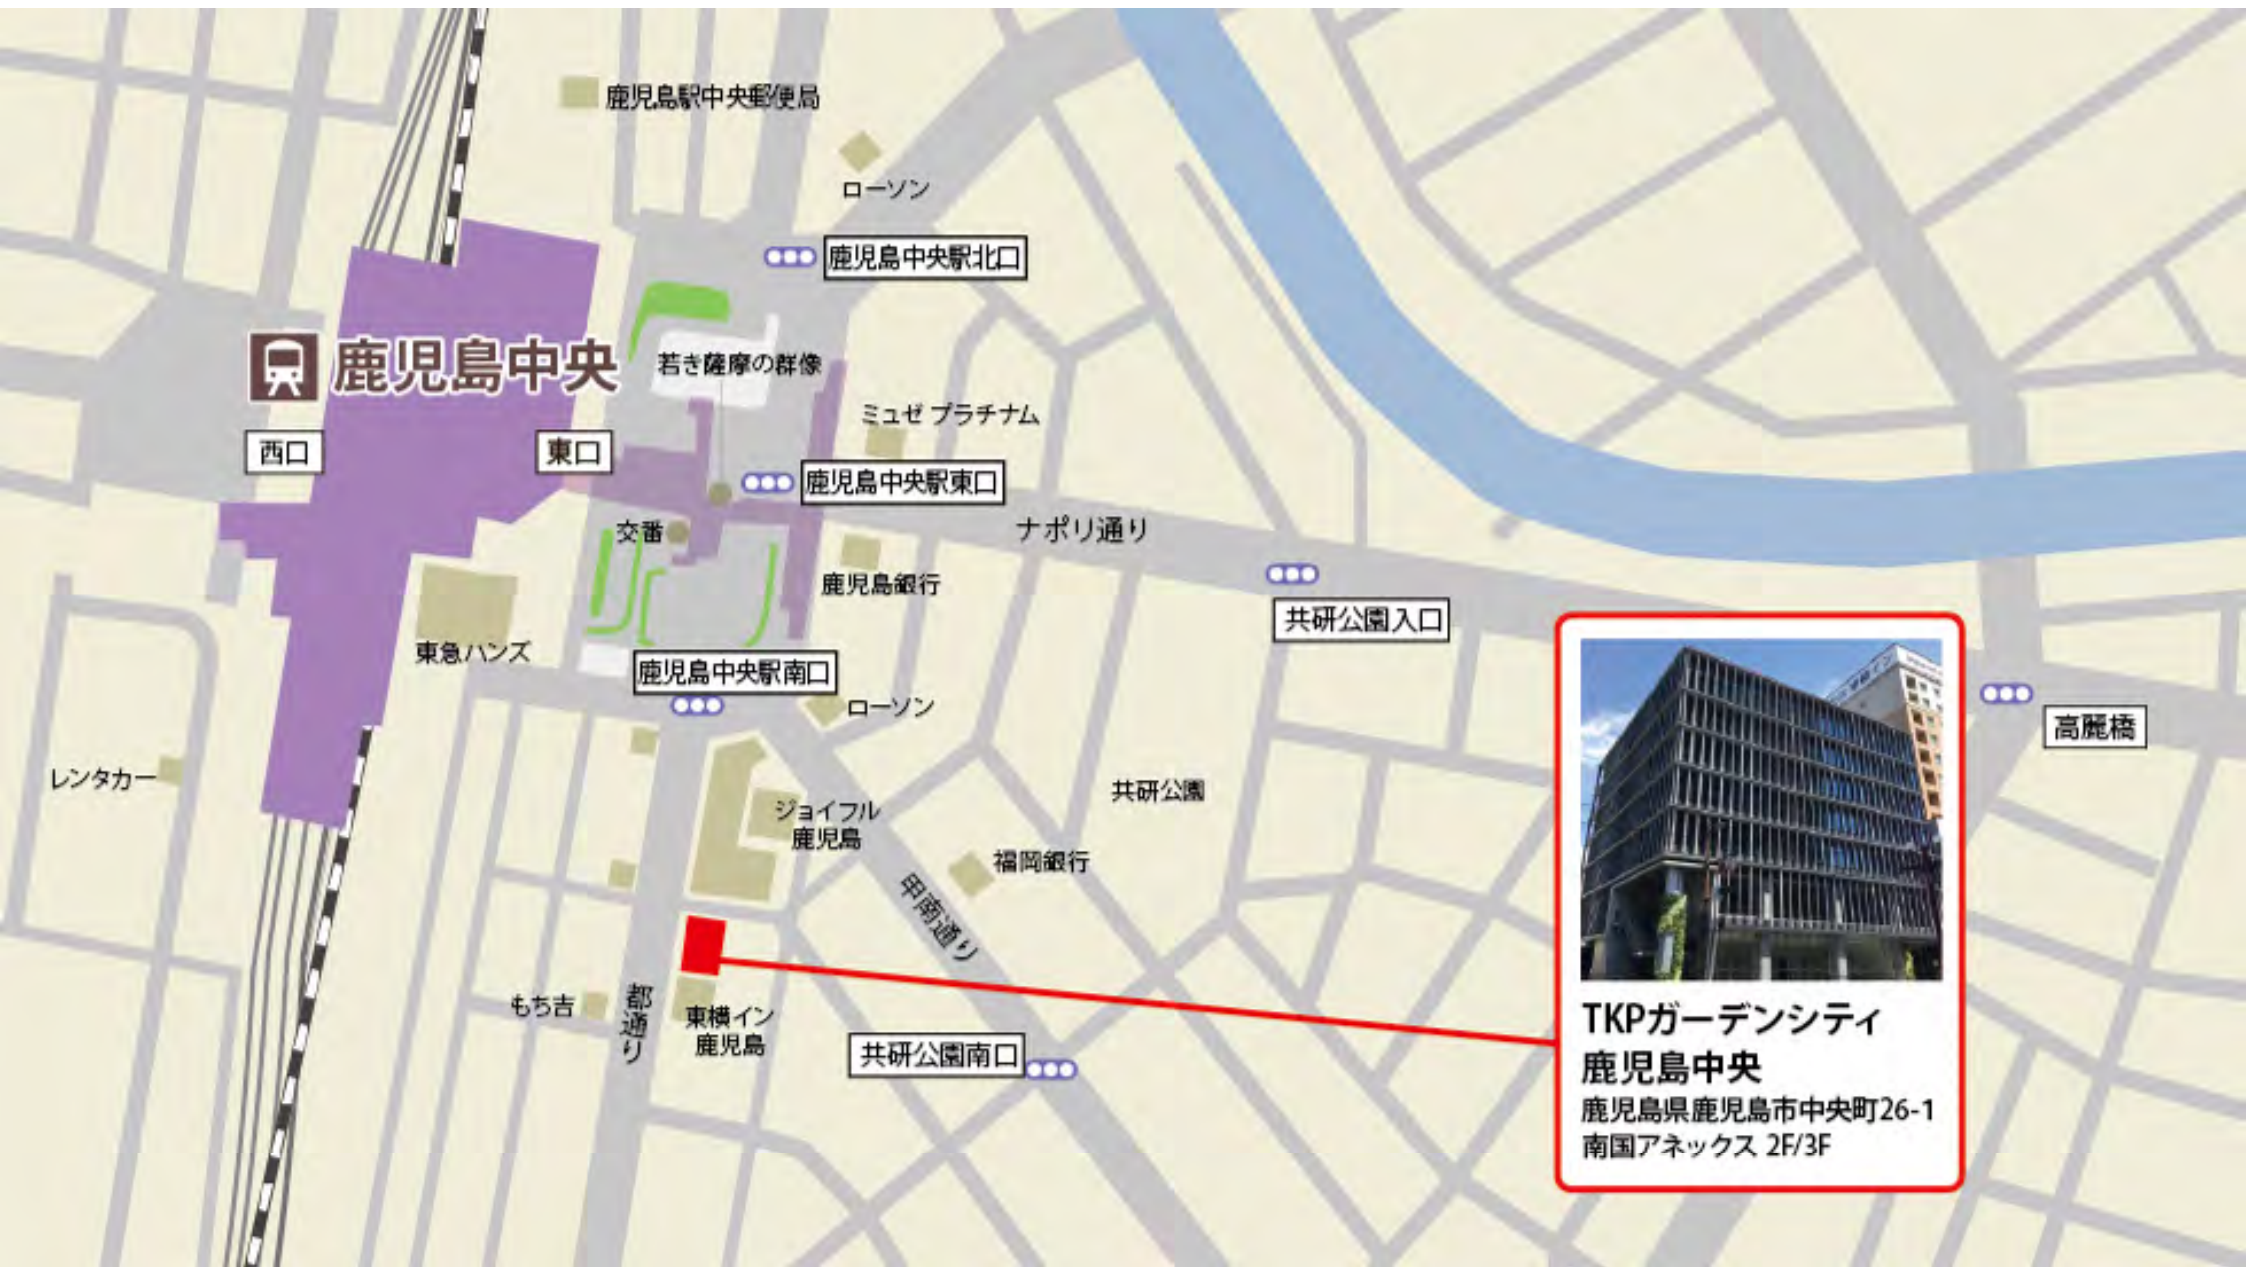 鹿児島駅中央郵便局
ローソン
鹿児島中央駅北口
鹿児島中央
若き薩摩の群像
ミュゼ プラチナム
西口
東口
鹿児島中央駅東口
交番
ナポリ通り
鹿児島銀行
共研公園入口
東急ハンズ
鹿児島中央駅南口
ローソン
高麗橋
レンタカー
共研公園
ジョイフル
鹿児島
福岡銀行
甲南通り
もち吉
都通り
東横イン
鹿児島
共研公園南口
TKPガーデンシティ
鹿児島中央
鹿児島県鹿児島市中央町26-1
南国アネックス 2F/3F